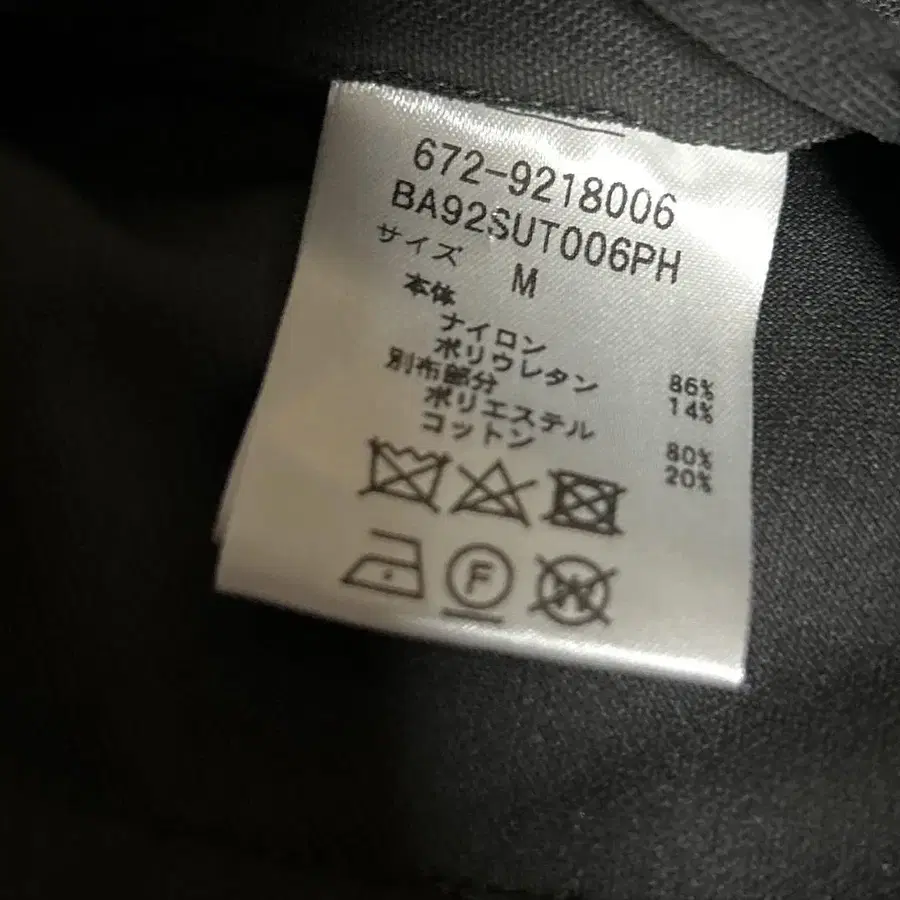 672-9218006
BA92SUT006PH
サイズ M
本体
ナイロン 86%
ポリウレタン 14%
別布部分
ポリエステル 80%
コットン 20%
F
W